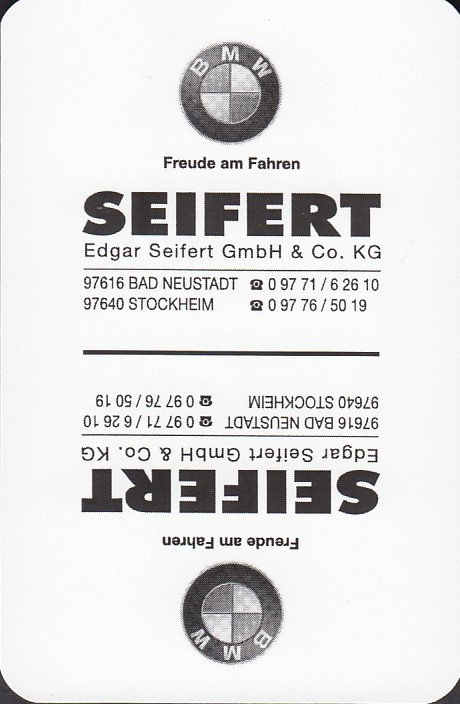 BMW
Freude am Fahren
SEIFERT
Edgar Seifert GmbH & Co. KG
97616 BAD NEUSTADT ☎ 0 97 71 / 6 26 10
97640 STOCKHEIM ☎ 0 97 76 / 50 19
BMW
Freude am Fahren
SEIFERT
Edgar Seifert GmbH & Co. KG
97616 BAD NEUSTADT ☎ 0 97 71 / 6 26 10
97640 STOCKHEIM ☎ 0 97 76 / 50 19